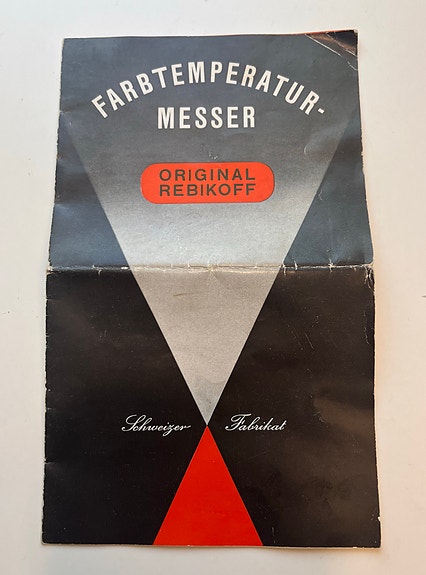 FARBTEMPERATUR-
MESSER
ORIGINAL
REBIKOFF
Schweizer Fabrikat